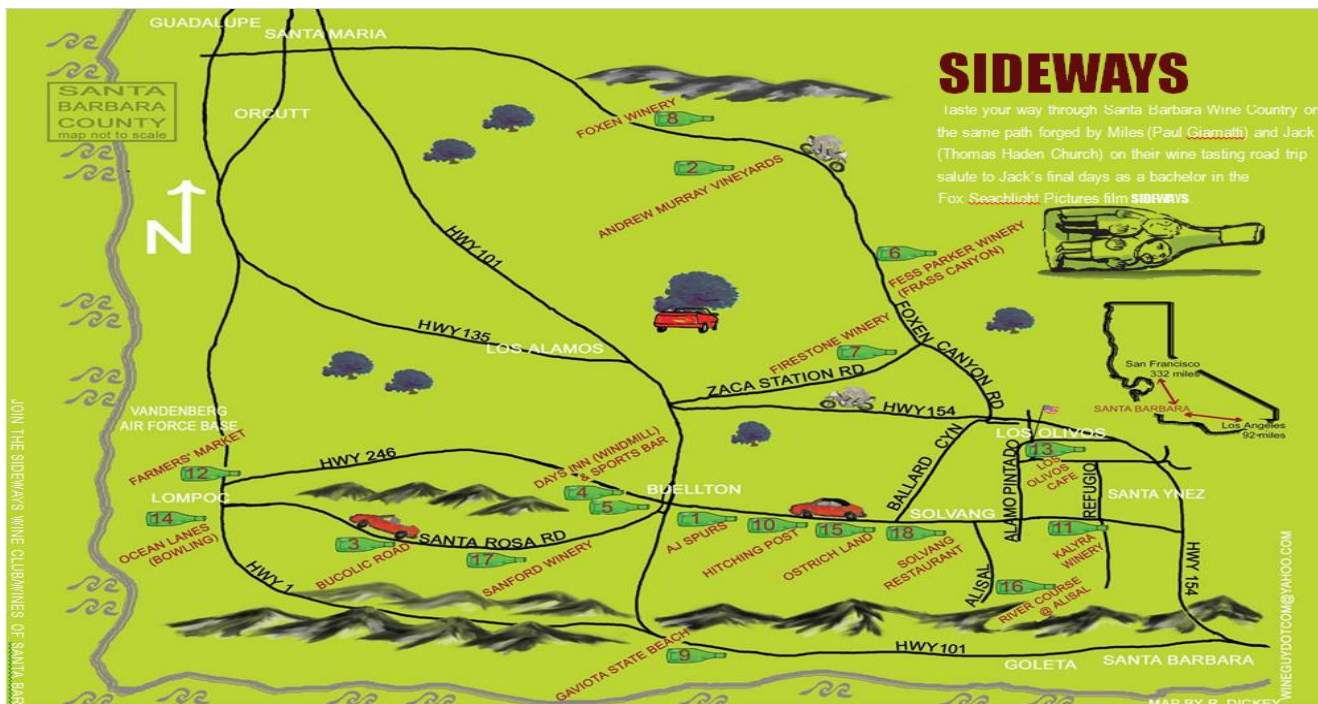 GUADALUPE
SANTA MARIA
SANTA
BARBARA
COUNTY
map not to scale
ORCUTT
N
SIDEWAYS
Taste your way through Santa Barbara Wine Country on
the same path forged by Miles (Paul Giamatti) and Jack
(Thomas Haden Church) on their wine tasting road trip
salute to Jack's final days as a bachelor in the
Fox Seachlight Pictures film SIDEWAYS.
FOXEN WINERY
8
2
ANDREW MURRAY VINEYARDS
HWY101
6
FESS PARKER WINERY
(FRASS CANYON)
HWY135
LOS ALAMOS
FIRESTONE WINERY
7
FOXEN CANYON RD
ZACA STATION RD
HWY154
San Francisco
332 miles
SANTA BARBARA
Los Angeles
92 miles
VANDENBERG
AIR FORCE BASE
FARMERS' MARKET
12
HWY 246
DAYS INN (WINDMILL)
& SPORTS BAR
4
5
BUELLTON
BALLARD CYN
LOS OLIVOS
13
LOS
OLIVOS
CAFE
ALAMO PINTADO
REFUGIO
SANTA YNEZ
LOMPOC
14
OCEAN LANES
(BOWLING)
3
BUCOLIC ROAD
SANTA ROSA RD
17
SANFORD WINERY
1
AJ SPURS
10
HITCHING POST
15
OSTRICH LAND
SOLVANG
18
SOLVANG
RESTAURANT
11
KALYRA
WINERY
HWY 154
HWY 1
ALISAL
16
RIVER COURSE
@ ALISAL
GAVIOTA STATE BEACH
9
HWY101
GOLETA
SANTA BARBARA
JOIN THE SIDEWAYS WINE CLUB/WINES OF SANTA BAR
WINEGUYDOTCOM@YAHOO.COM
MAP BY R. DICKEY